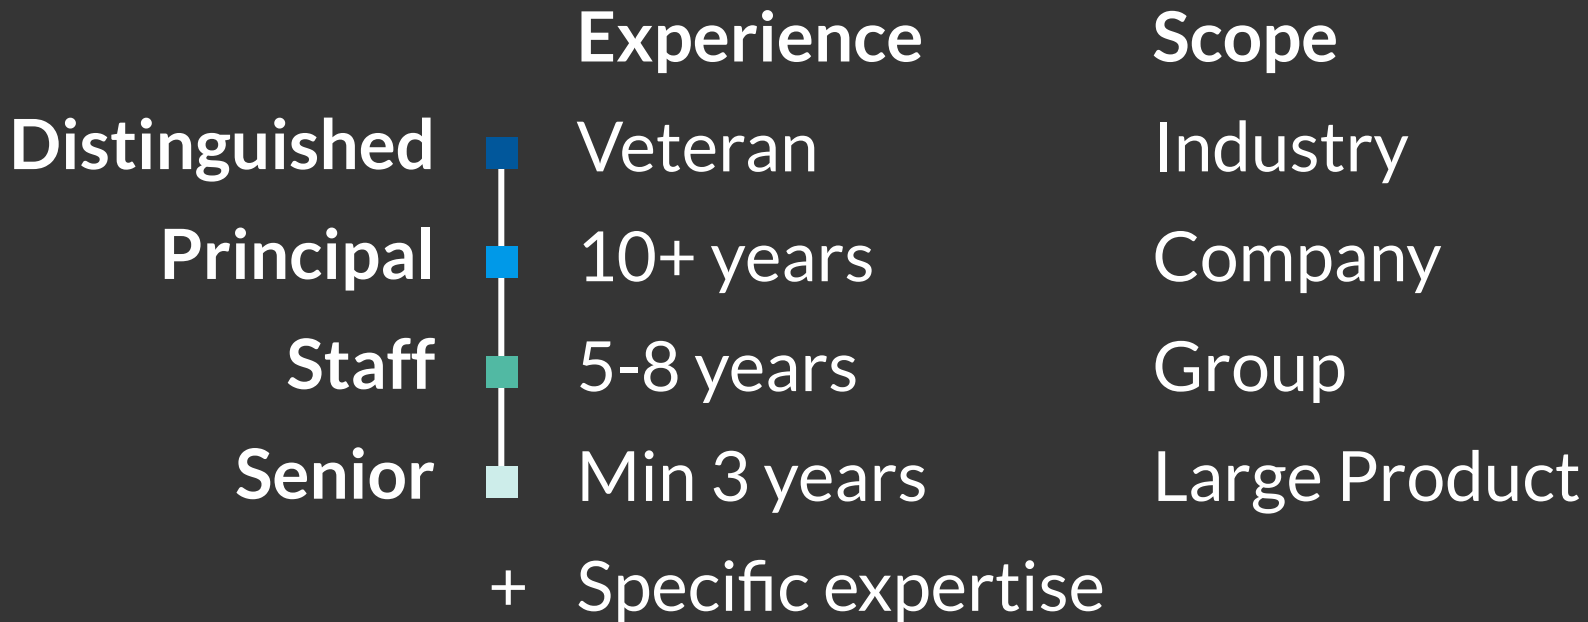 Experience Scope
Distinguished Veteran Industry
Principal 10+ years Company
Staff 5-8 years Group
Senior Min 3 years Large Product
+ Specific expertise